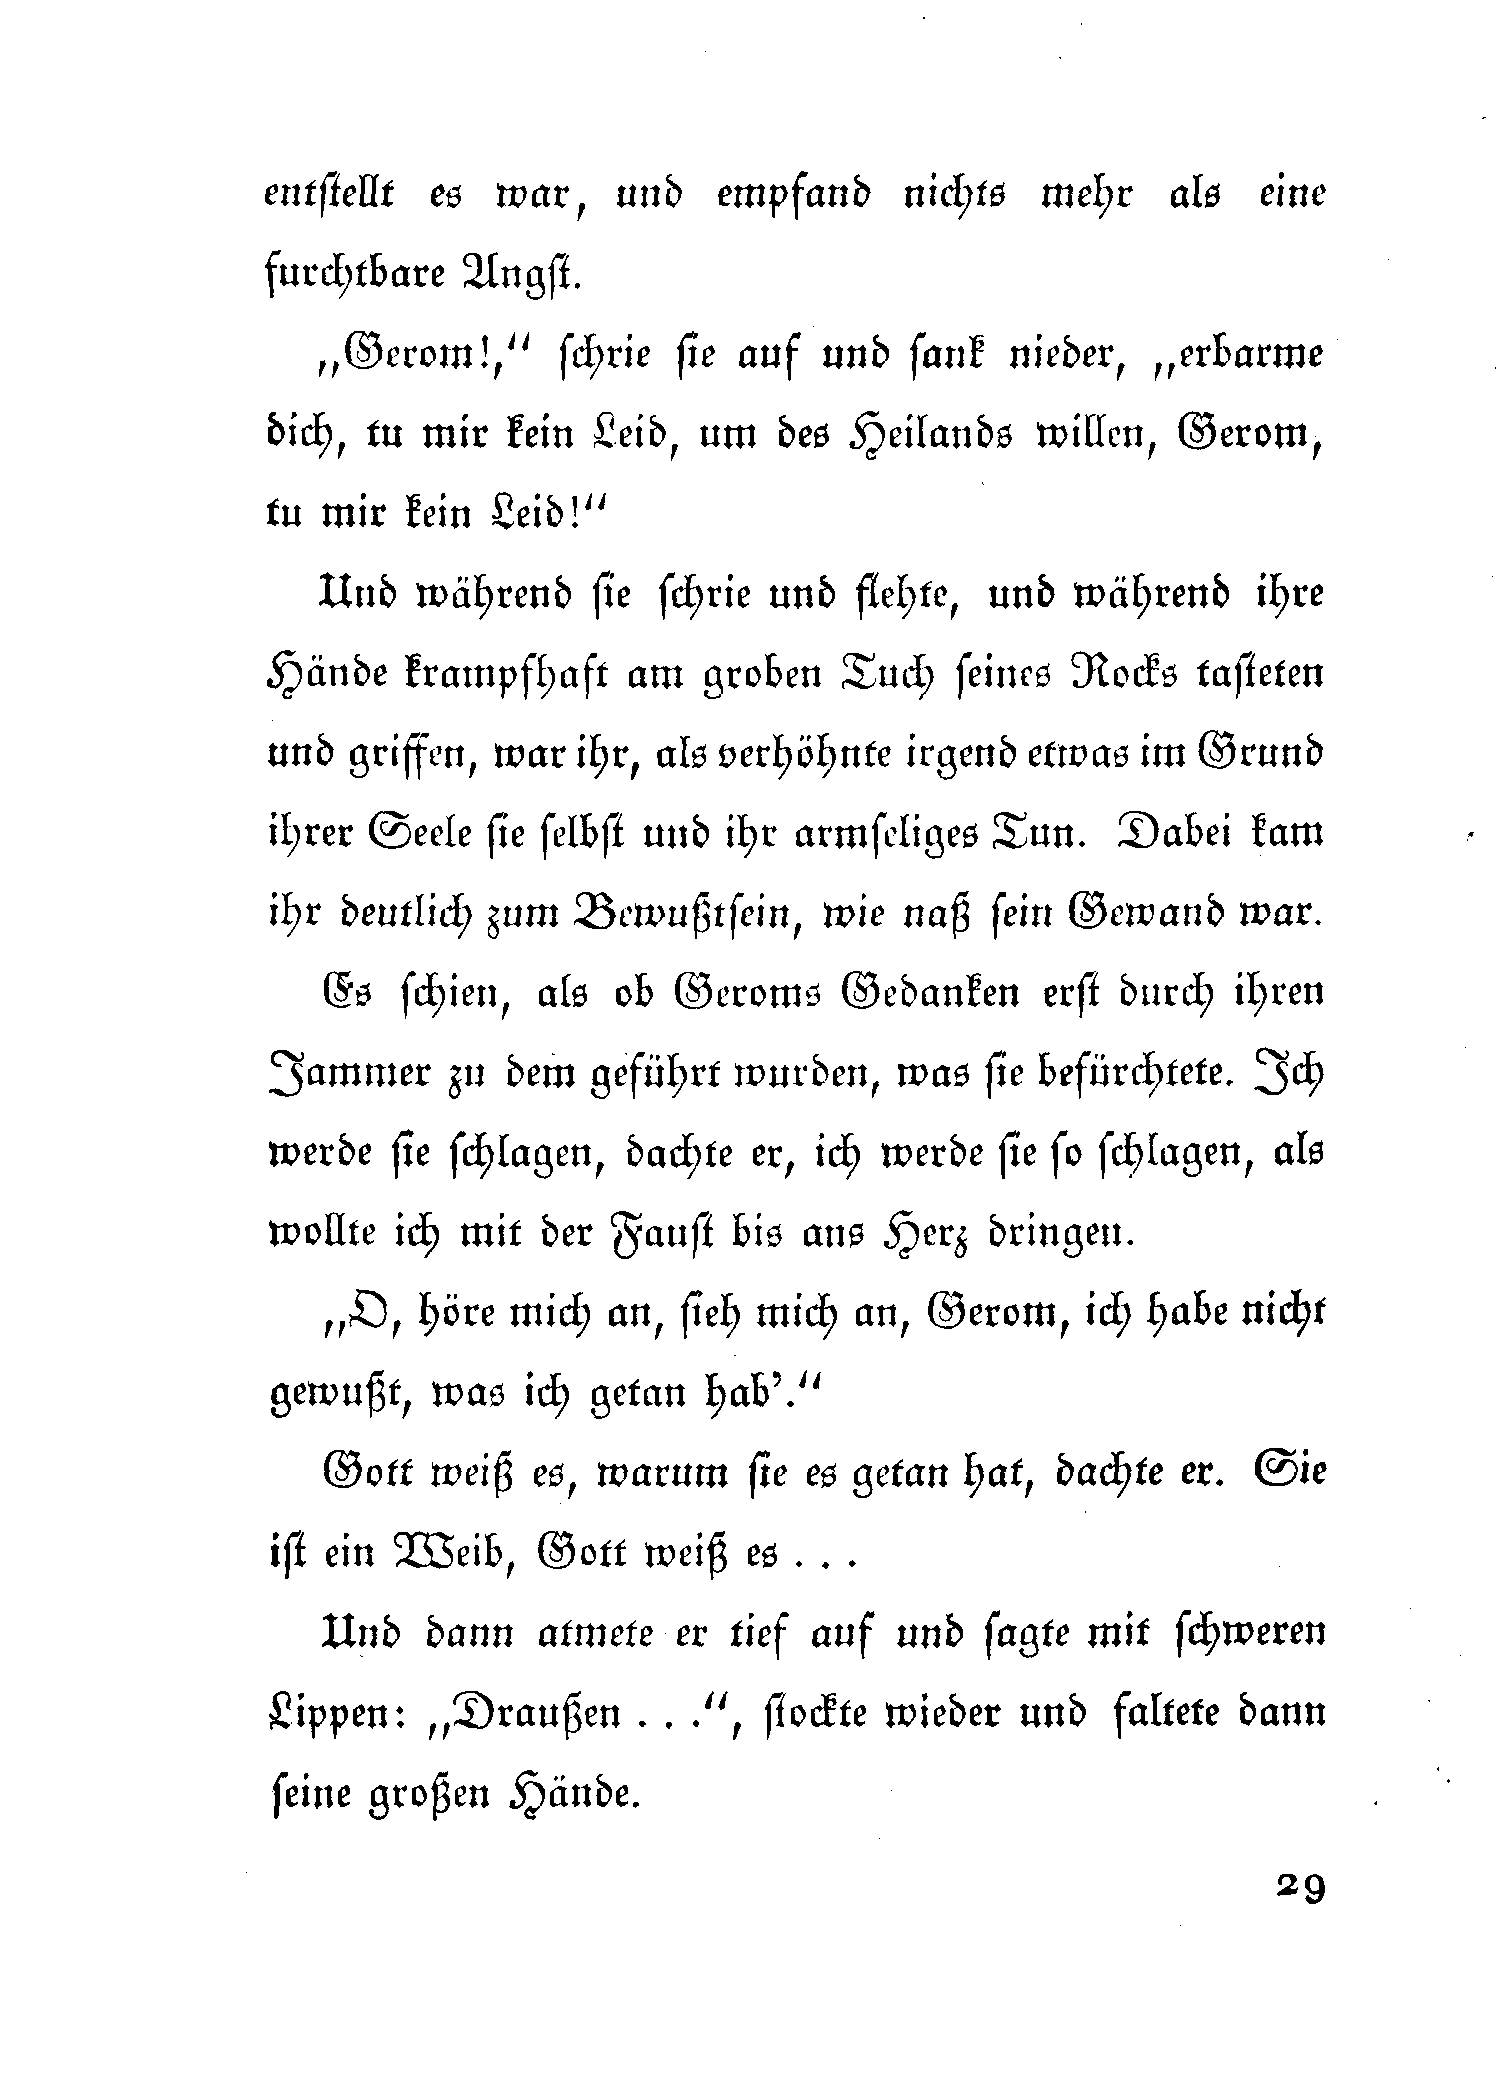 entſtellt es war, und empfand nichts mehr als eine
furchtbare Angſt.
„Gerom!,“ ſchrie ſie auf und ſank nieder, „erbarme
dich, tu mir kein Leid, um des Heilands willen, Gerom,
tu mir kein Leid!“
Und während ſie ſchrie und flehte, und während ihre
Hände krampfhaft am groben Tuch ſeines Rocks taſteten
und griffen, war ihr, als verhöhnte irgend etwas im Grund
ihrer Seele ſie ſelbſt und ihr armſeliges Tun. Dabei kam
ihr deutlich zum Bewußtſein, wie naß ſein Gewand war.
Es ſchien, als ob Geroms Gedanken erſt durch ihren
Jammer zu dem geführt wurden, was ſie befürchtete. Ich
werde ſie ſchlagen, dachte er, ich werde ſie ſo ſchlagen, als
wollte ich mit der Fauſt bis ans Herz dringen.
„O, höre mich an, ſieh mich an, Gerom, ich habe nicht
gewußt, was ich getan hab’.“
Gott weiß es, warum ſie es getan hat, dachte er. Sie
iſt ein Weib, Gott weiß es . . .
Und dann atmete er tief auf und ſagte mit ſchweren
Lippen: „Draußen . . .“, ſtockte wieder und faltete dann
ſeine großen Hände.
29